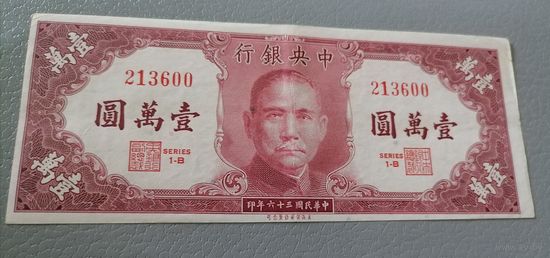 壹萬
壹萬
行銀央中
213600
213600
圓萬壹
圓萬壹
SERIES
1-B
SERIES
1-B
壹萬
壹萬
印年六十三國民華中